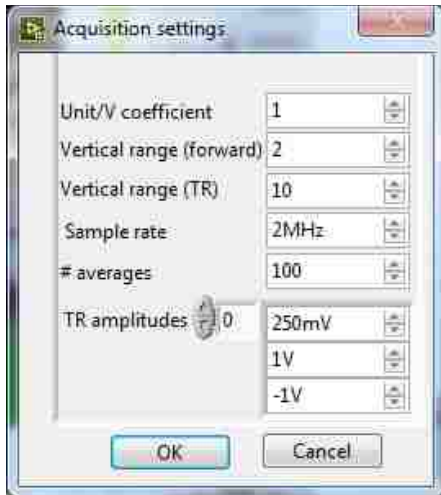 Acquisition settings
Unit/V coefficient 1
Vertical range (forward) 2
Vertical range (TR) 10
Sample rate 2MHz
# averages 100
TR amplitudes 0 250mV
1V
-1V
OK Cancel